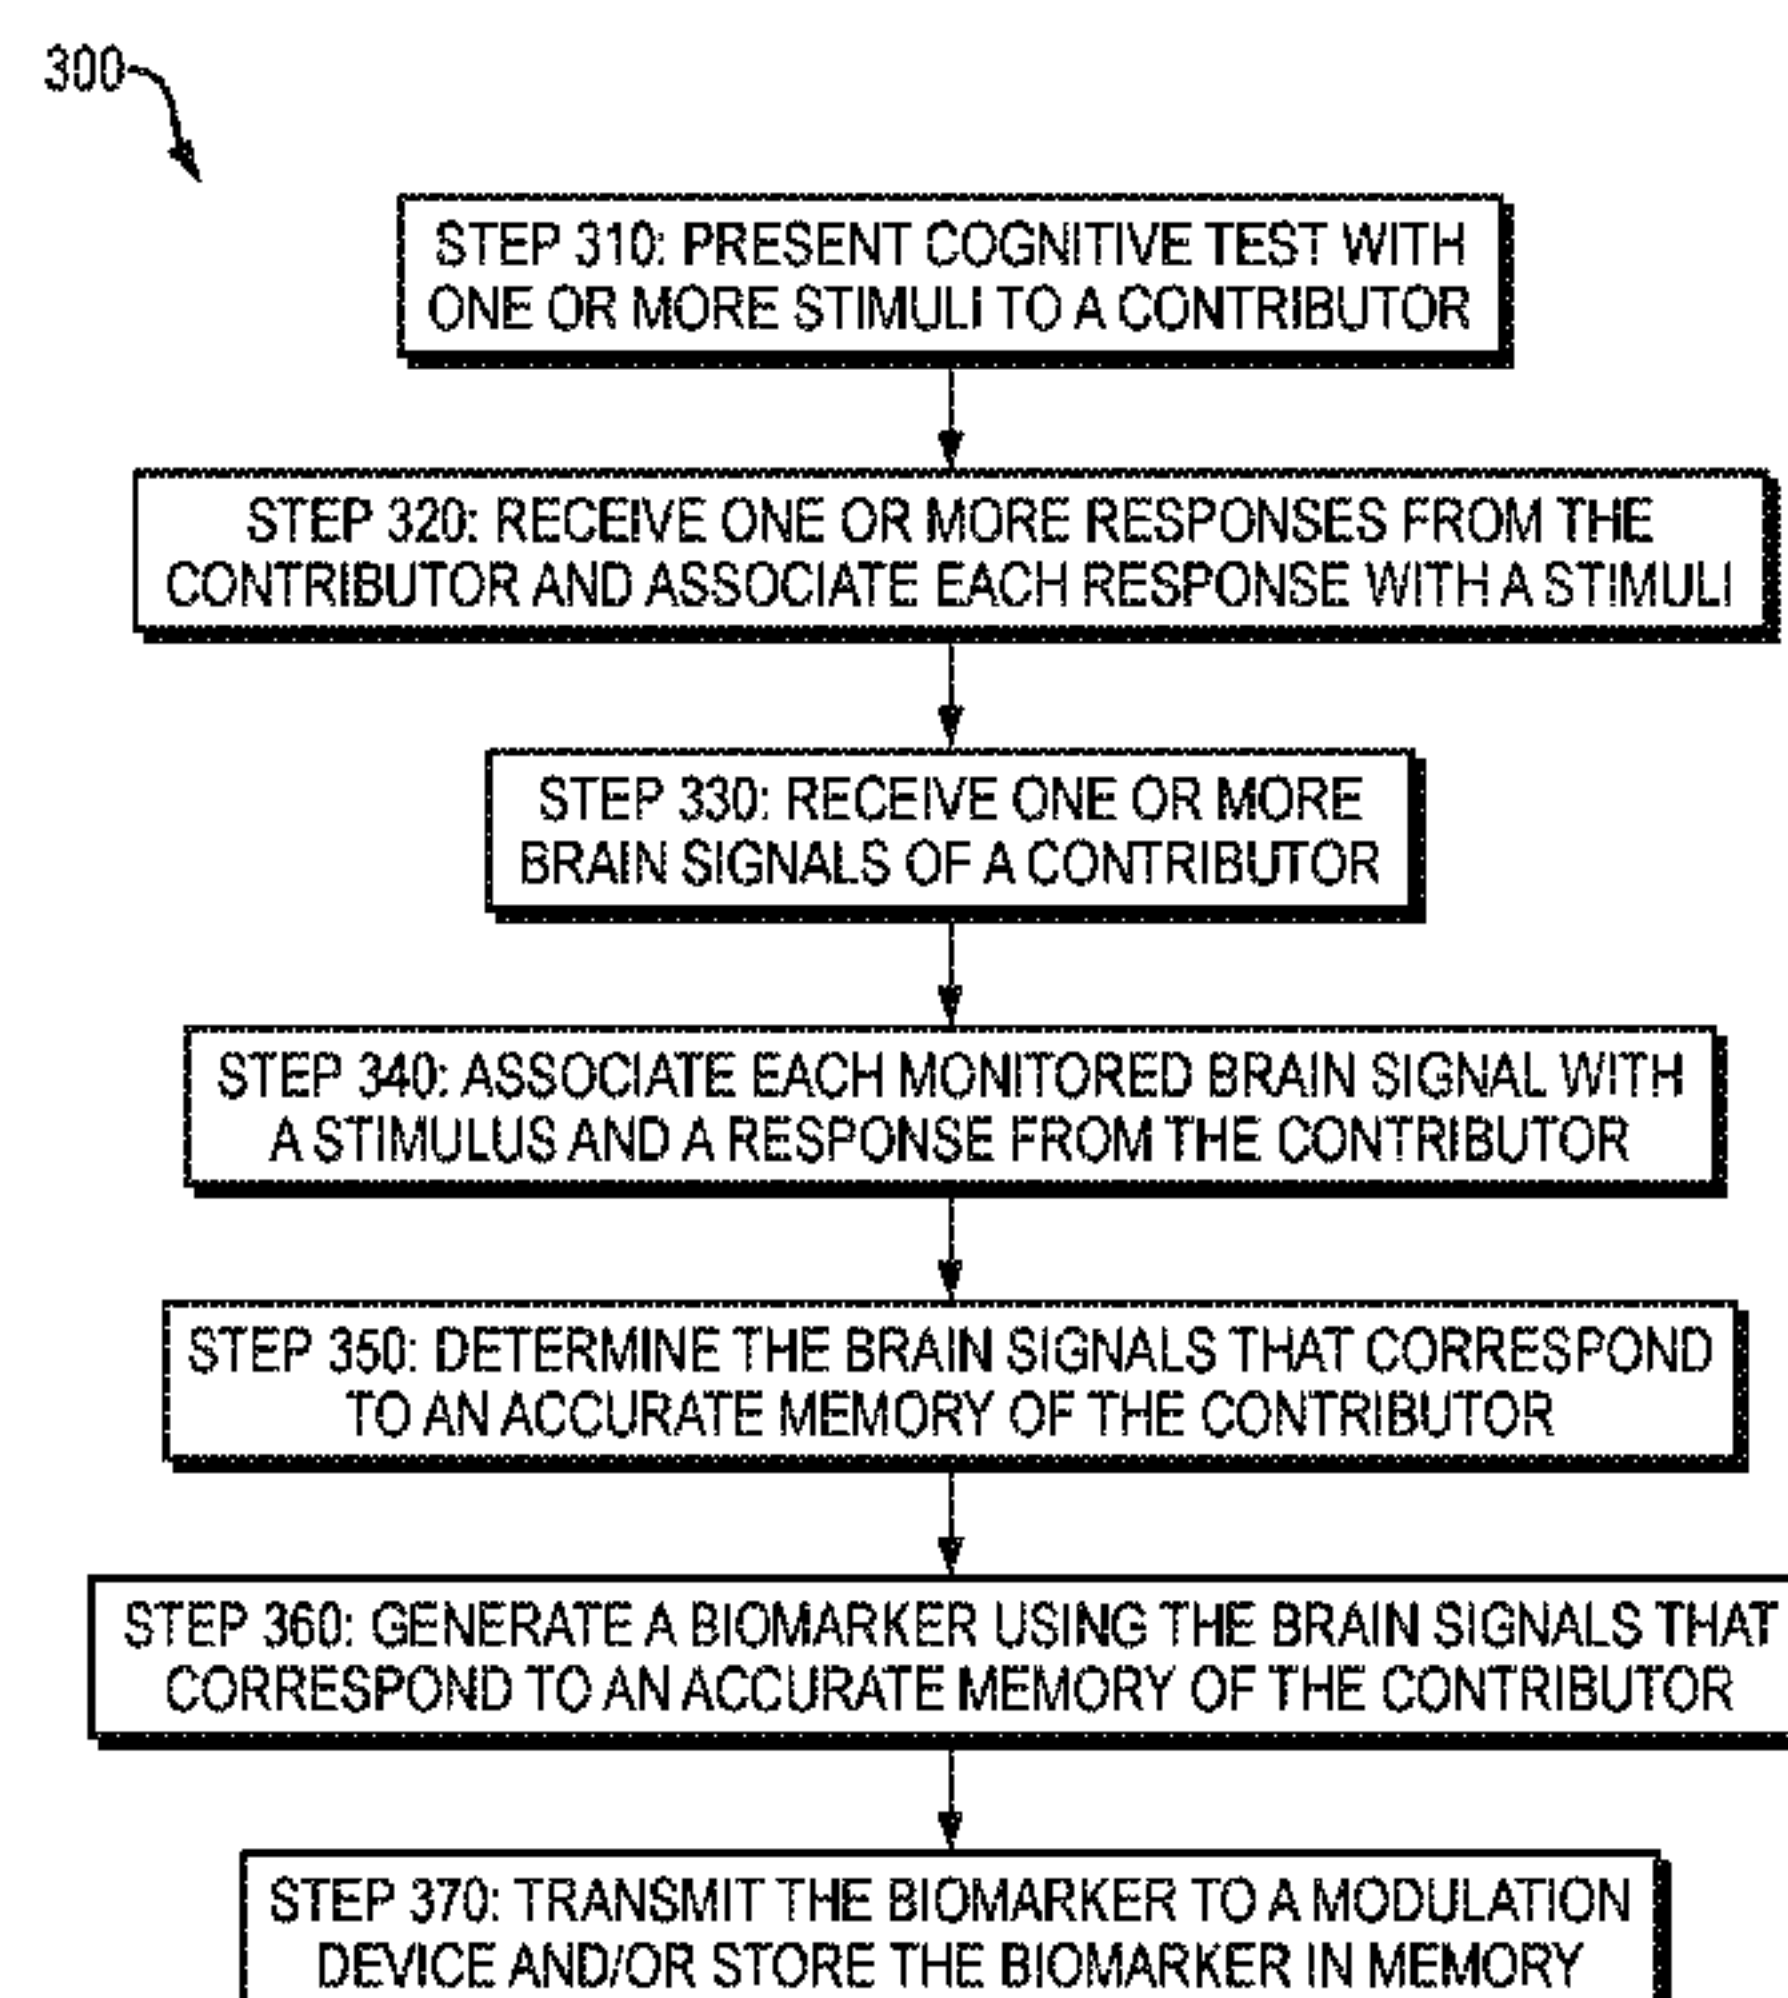 300
STEP 310: PRESENT COGNITIVE TEST WITH
ONE OR MORE STIMULI TO A CONTRIBUTOR
STEP 320: RECEIVE ONE OR MORE RESPONSES FROM THE
CONTRIBUTOR AND ASSOCIATE EACH RESPONSE WITH A STIMULI
STEP 330: RECEIVE ONE OR MORE
BRAIN SIGNALS OF A CONTRIBUTOR
STEP 340: ASSOCIATE EACH MONITORED BRAIN SIGNAL WITH
A STIMULUS AND A RESPONSE FROM THE CONTRIBUTOR
STEP 350: DETERMINE THE BRAIN SIGNALS THAT CORRESPOND
TO AN ACCURATE MEMORY OF THE CONTRIBUTOR
STEP 360: GENERATE A BIOMARKER USING THE BRAIN SIGNALS THAT
CORRESPOND TO AN ACCURATE MEMORY OF THE CONTRIBUTOR
STEP 370: TRANSMIT THE BIOMARKER TO A MODULATION
DEVICE AND/OR STORE THE BIOMARKER IN MEMORY